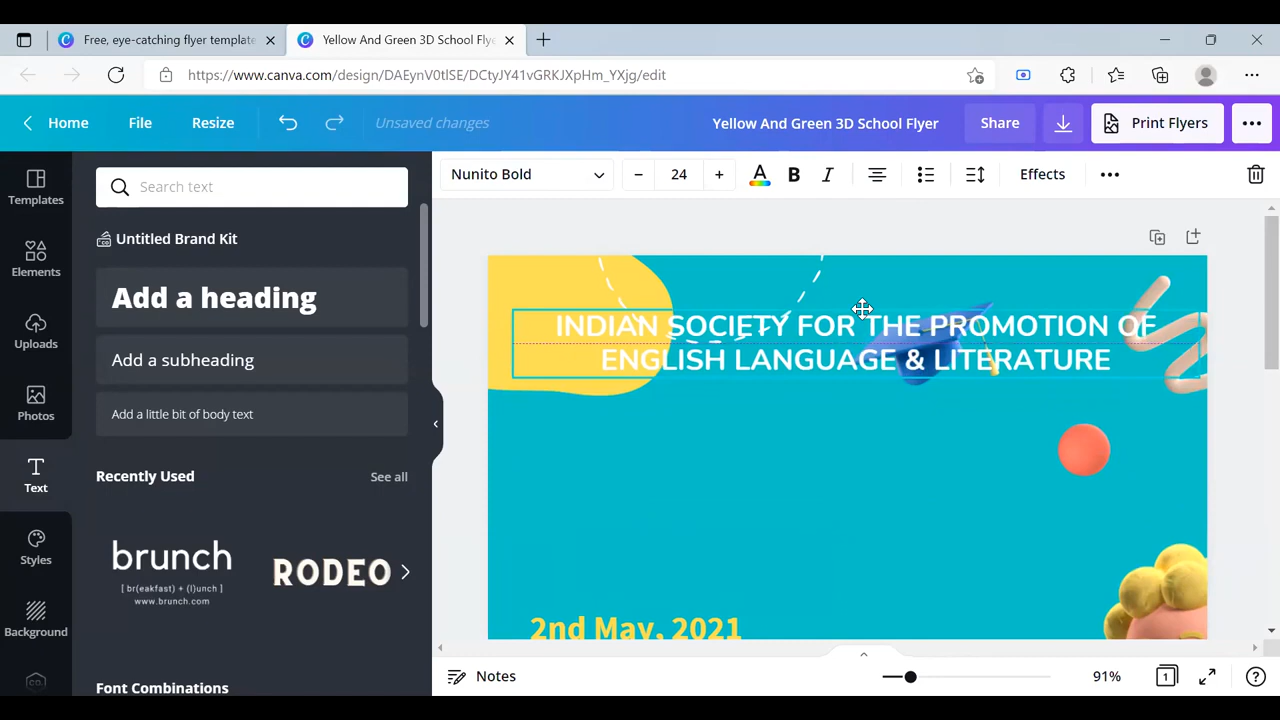 Free, eye-catching flyer template
Yellow And Green 3D School Flye
https://www.canva.com/design/DAEynV0tlSE/DCtyJY41vGRKJXpHm_YXjg/edit
Home
File
Resize
Unsaved changes
Yellow And Green 3D School Flyer
Share
Print Flyers
Templates
Elements
Uploads
Photos
Text
Styles
Background
CO.
Search text
CO.
Untitled Brand Kit
Add a heading
Add a subheading
Add a little bit of body text
Recently Used
See all
brunch
[ br(eakfast) + (l)unch ]
www.brunch.com
RODEO
Font Combinations
Nunito Bold
24
B
I
Effects
INDIAN SOCIETY FOR THE PROMOTION OF
ENGLISH LANGUAGE & LITERATURE
2nd May, 2021
Notes
91%
1